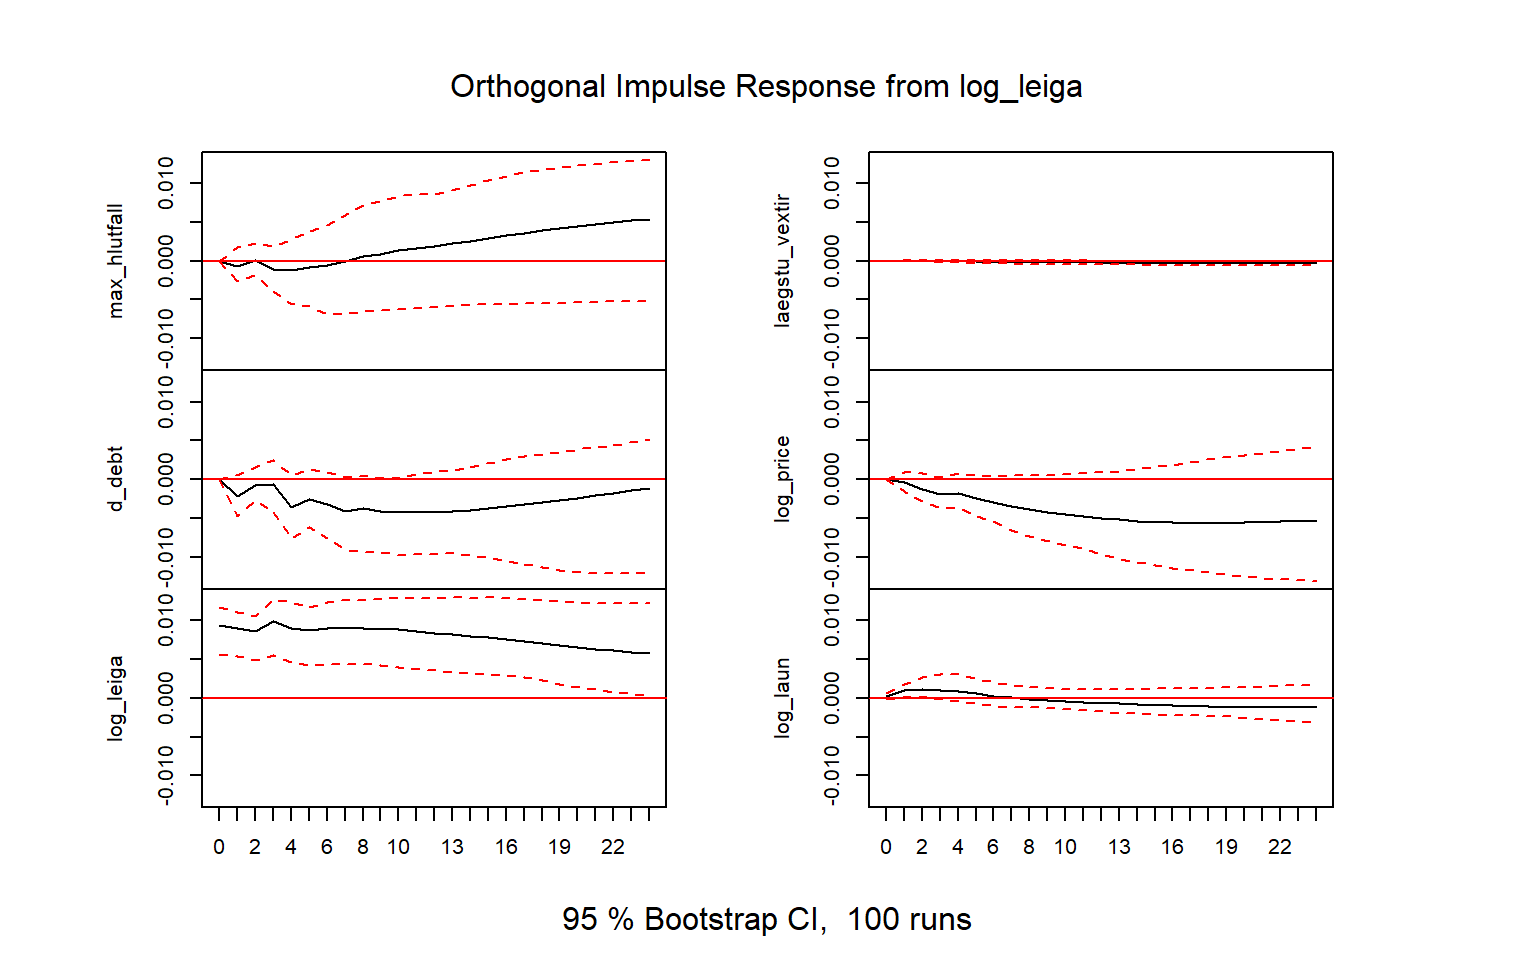 Orthogonal Impulse Response from log_leiga
max_hlutfall
0.010
0.000
-0.010
d_debt
0.010
0.000
-0.010
log_leiga
0.010
0.000
-0.010
0 2 4 6 8 10 13 16 19 22
laegstu_vextir
0.010
0.000
-0.010
log_price
0.010
0.000
-0.010
log_laun
0.010
0.000
-0.010
0 2 4 6 8 10 13 16 19 22
95 % Bootstrap CI, 100 runs